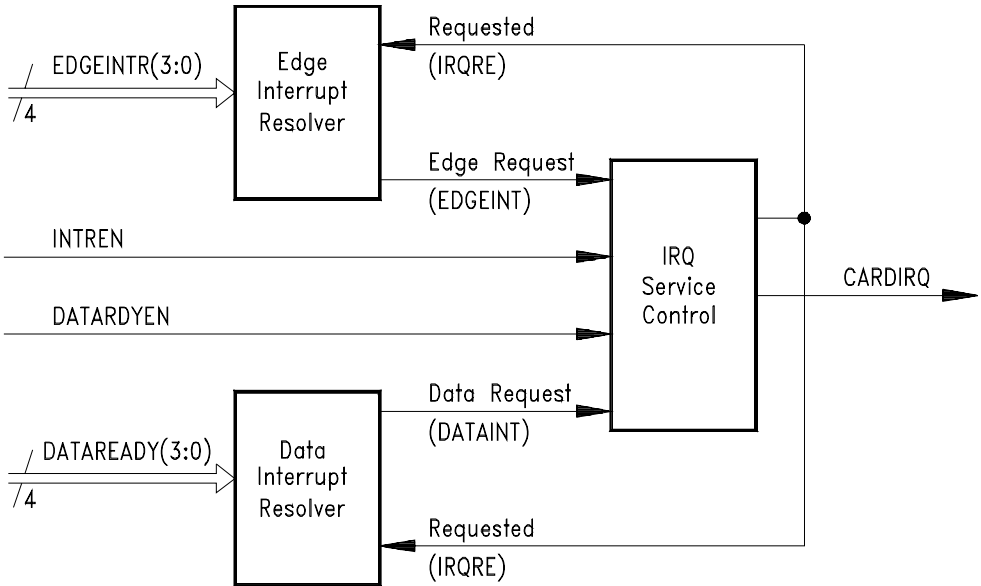 Requested
(IRQRE)
EDGEINTR(3:0)
4
Edge
Interrupt
Resolver
Edge Request
(EDGEINT)
INTREN
IRQ
Service
Control
CARDIRQ
DATARDYEN
Data Request
(DATAINT)
DATAREADY(3:0)
4
Data
Interrupt
Resolver
Requested
(IRQRE)